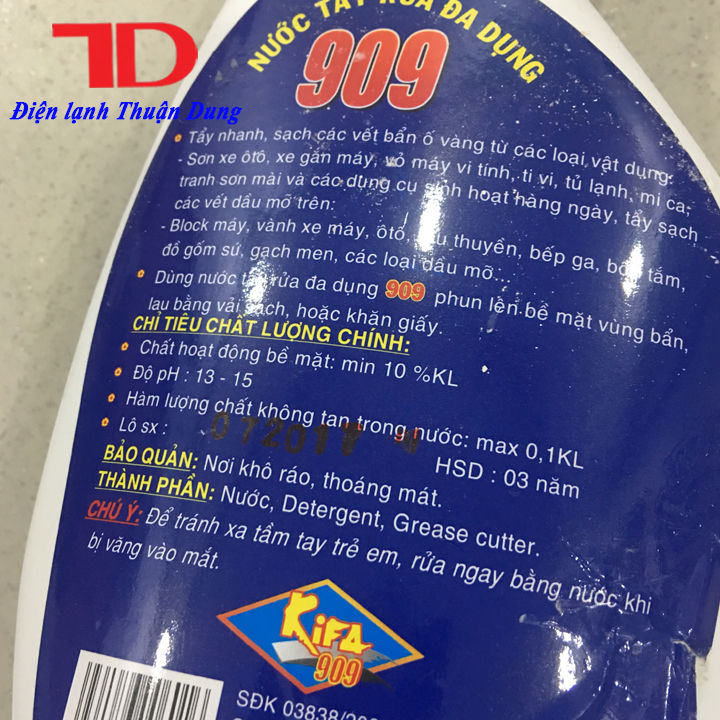 TD
Điện lạnh Thuận Dung
NƯỚC TẨY RỬA ĐA DỤNG
909
Tẩy nhanh, sạch các vết bẩn ố vàng từ các loại vật dụng:
- Sơn xe ôtô, xe gắn máy, vỏ máy vi tính, ti vi, tủ lạnh, mi ca,
tranh sơn mài và các dụng cụ sinh hoạt hàng ngày, tẩy sạch
các vết dầu mỡ trên:
- Block máy, vành xe máy, ôtô, thuyền, bếp ga, bồn tắm,
đồ gốm sứ, gạch men, các loại dầu mỡ...
Dùng nước tẩy rửa đa dụng 909 phun lên bề mặt vùng bẩn,
lau bằng vải sạch, hoặc khăn giấy.
CHỈ TIÊU CHẤT LƯỢNG CHÍNH:
Chất hoạt động bề mặt: min 10 %KL
Độ pH : 13 - 15
Hàm lượng chất không tan trong nước: max 0,1KL
Lô sx : 07201 HSD : 03 năm
BẢO QUẢN: Nơi khô ráo, thoáng mát.
THÀNH PHẦN: Nước, Detergent, Grease cutter.
CHÚ Ý: Để tránh xa tầm tay trẻ em, rửa ngay bằng nước khi
bị văng vào mắt.
KiFA
909
SĐK 03838/200